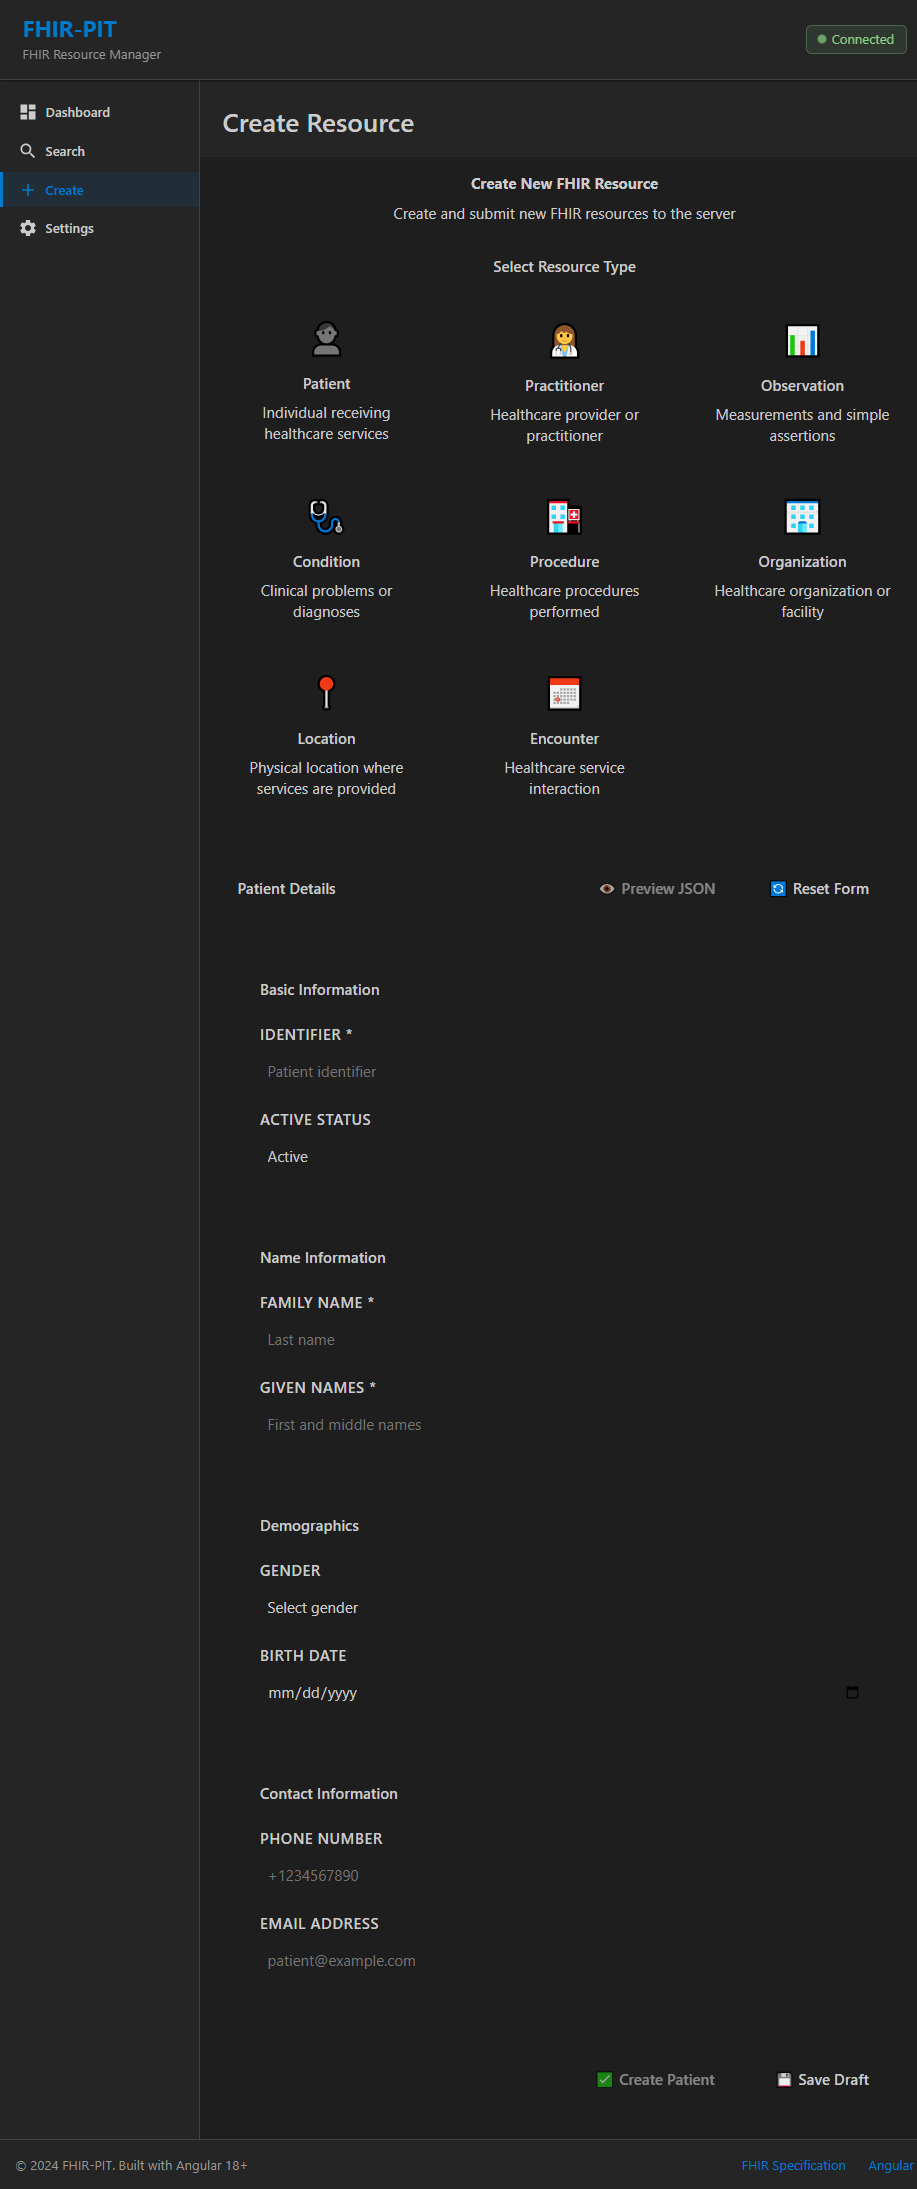 FHIR-PIT
FHIR Resource Manager
Connected
Dashboard
Search
Create
Settings
Create Resource
Create New FHIR Resource
Create and submit new FHIR resources to the server
Select Resource Type
Patient
Individual receiving
healthcare services
Practitioner
Healthcare provider or
practitioner
Observation
Measurements and simple
assertions
Condition
Clinical problems or
diagnoses
Procedure
Healthcare procedures
performed
Organization
Healthcare organization or
facility
Location
Physical location where
services are provided
Encounter
Healthcare service
interaction
Patient Details
Preview JSON
Reset Form
Basic Information
IDENTIFIER *
Patient identifier
ACTIVE STATUS
Active
Name Information
FAMILY NAME *
Last name
GIVEN NAMES *
First and middle names
Demographics
GENDER
Select gender
BIRTH DATE
mm/dd/yyyy
Contact Information
PHONE NUMBER
+1234567890
EMAIL ADDRESS
patient@example.com
Create Patient
Save Draft
© 2024 FHIR-PIT. Built with Angular 18+
FHIR Specification
Angular